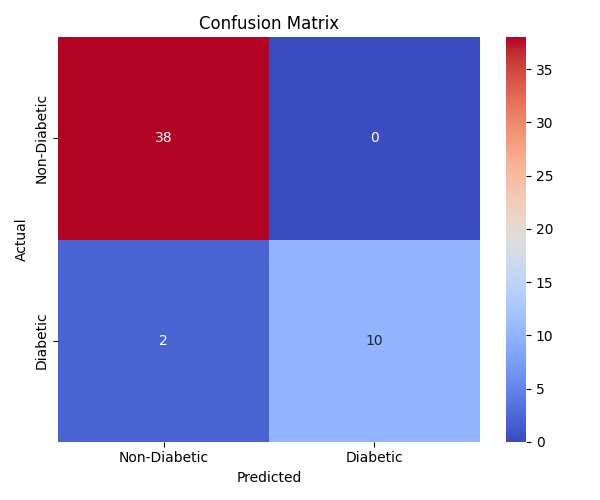 Confusion Matrix
Actual
Non-Diabetic
Diabetic
38
0
2
10
Non-Diabetic
Diabetic
Predicted
35
30
25
20
15
10
5
0